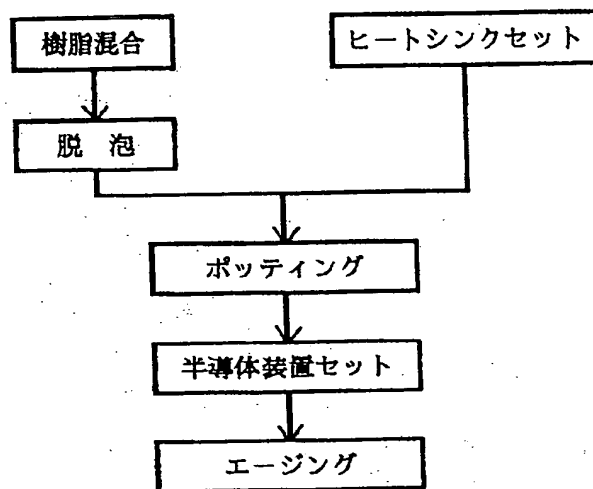 樹脂混合
ヒートシンクセット
脱 泡
ポッティング
半導体装置セット
エージング